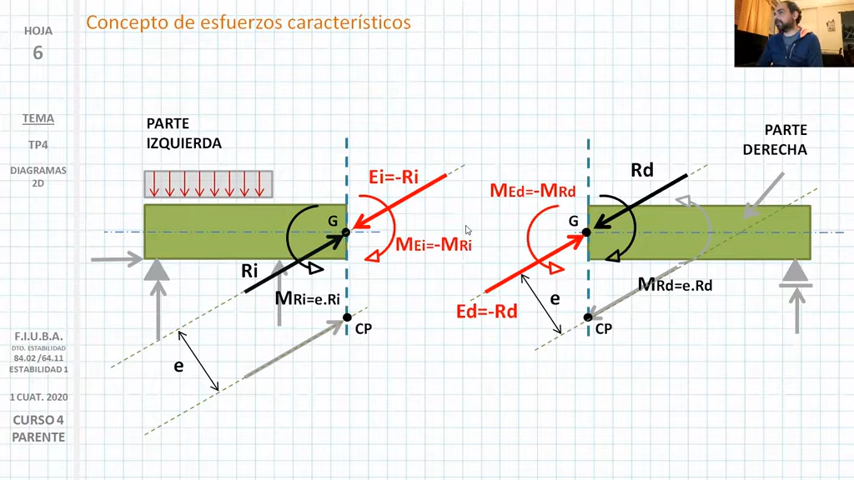 Concepto de esfuerzos característicos
HOJA
6
TEMA
TP4
DIAGRAMAS
2D
F.I.U.B.A.
DTO. ESTABILIDAD
84.02 /64.11
ESTABILIDAD 1
1 CUAT. 2020
CURSO 4
PARENTE
PARTE
IZQUIERDA
Ei=-Ri
G
MEi=-MRi
Ri
MRi=e.Ri
CP
e
PARTE
DERECHA
Rd
MEd=-MRd
G
MRd=e.Rd
e
Ed=-Rd
CP